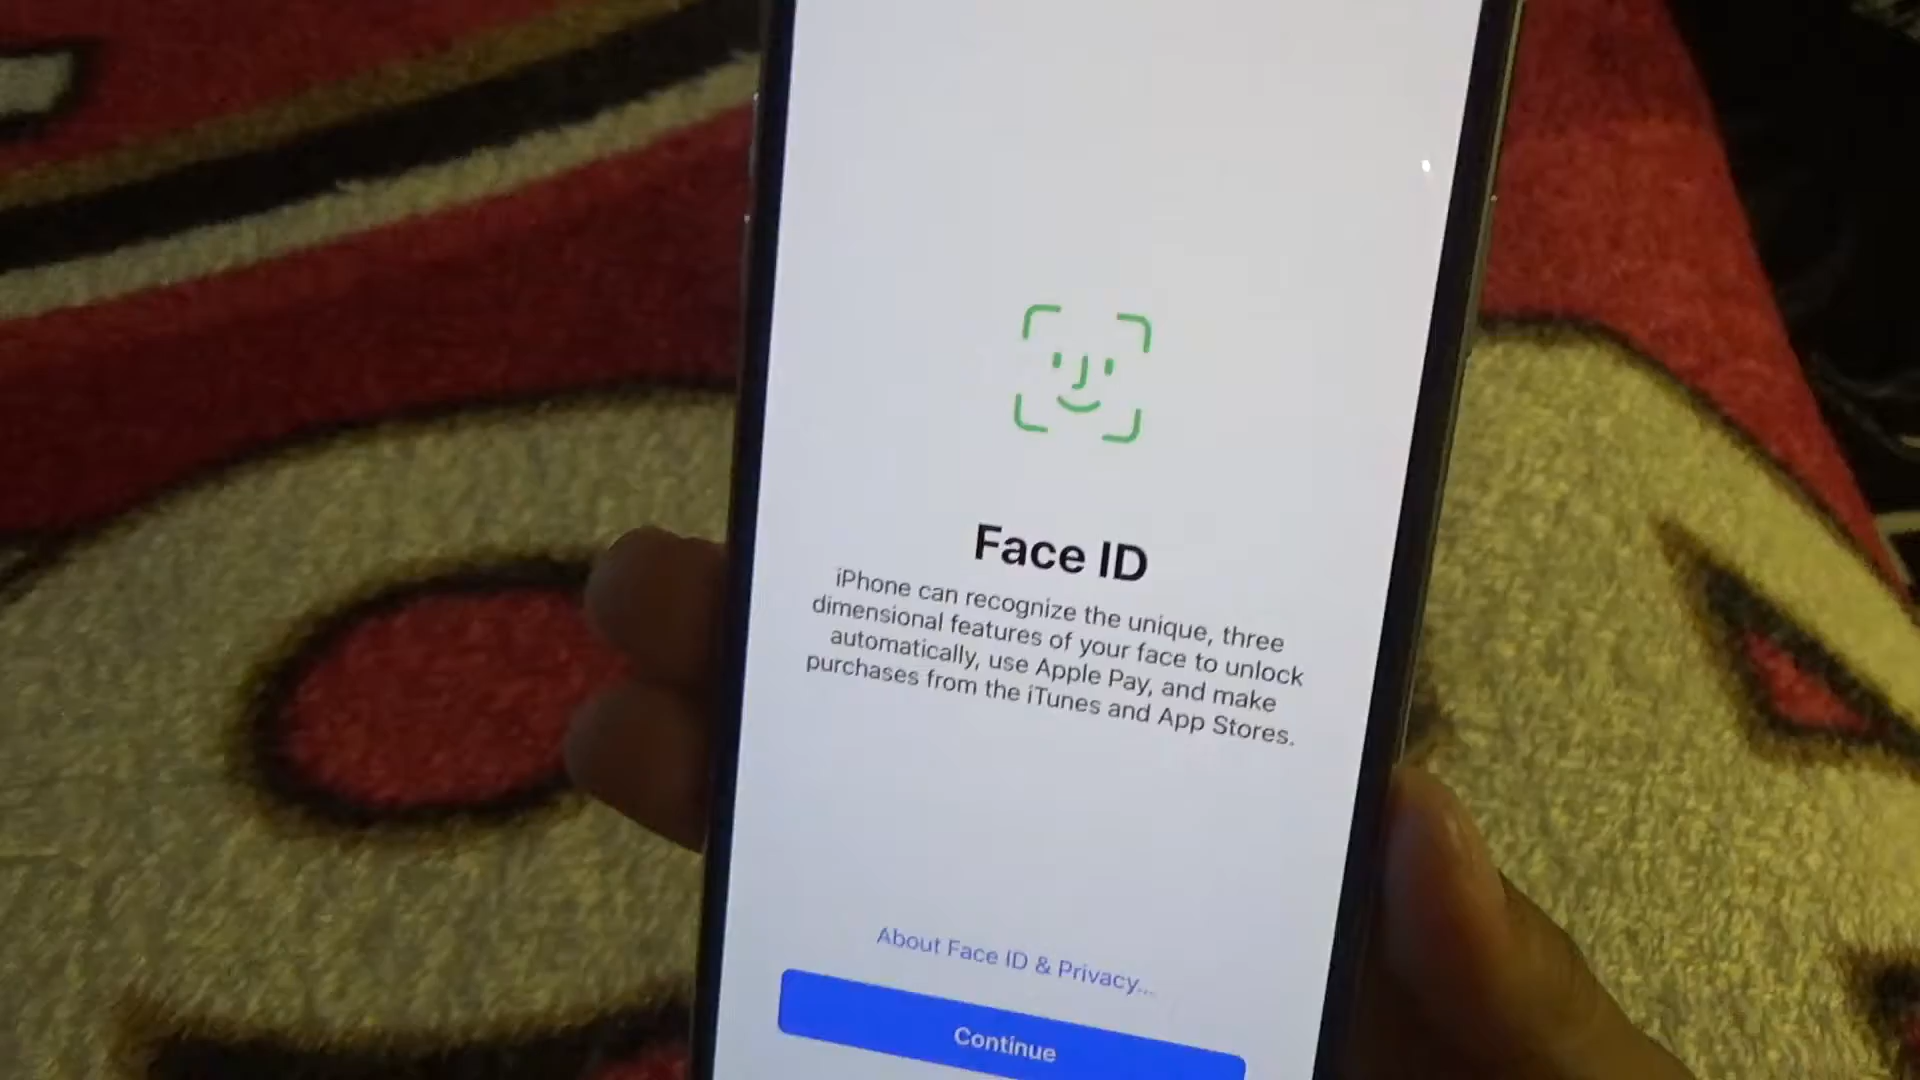 Face ID
iPhone can recognize the unique, three
dimensional features of your face to unlock
automatically, use Apple Pay, and make
purchases from the iTunes and App Stores.
About Face ID & Privacy...
Continue